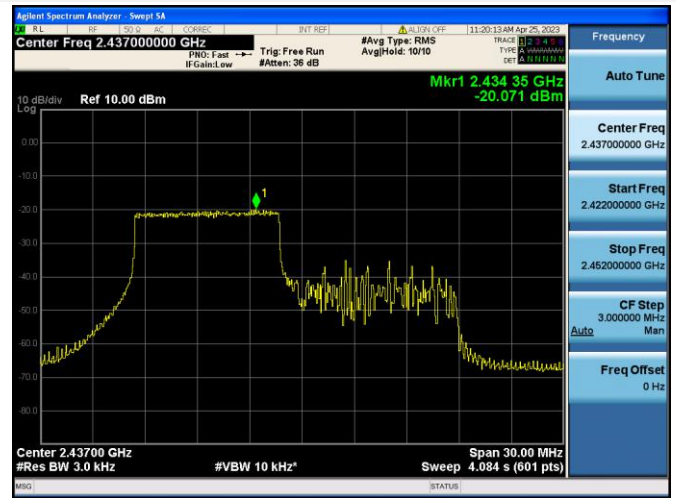 Agilent Spectrum Analyzer - Swept SA
RL RF 50 Ω AC CORREC INT REF ALIGN OFF 11:20:13 AM Apr 25, 2023
Center Freq 2.437000000 GHz
PNO: Fast
IFGain:Low
Trig: Free Run
#Atten: 36 dB
#Avg Type: RMS
Avg|Hold: 10/10
TRACE 1 2 3 4 5 6
TYPE A
DET A N N N N N
Mkr1 2.434 35 GHz
-20.071 dBm
10 dB/div Ref 10.00 dBm
Log
1
0.00
-10.0
-20.0
-30.0
-40.0
-50.0
-60.0
-70.0
-80.0
Center 2.43700 GHz
Span 30.00 MHz
#Res BW 3.0 kHz
#VBW 10 kHz*
Sweep 4.084 s (601 pts)
MSG
STATUS
Frequency
Auto Tune
Center Freq
2.437000000 GHz
Start Freq
2.422000000 GHz
Stop Freq
2.452000000 GHz
CF Step
3.000000 MHz
Auto Man
Freq Offset
0 Hz